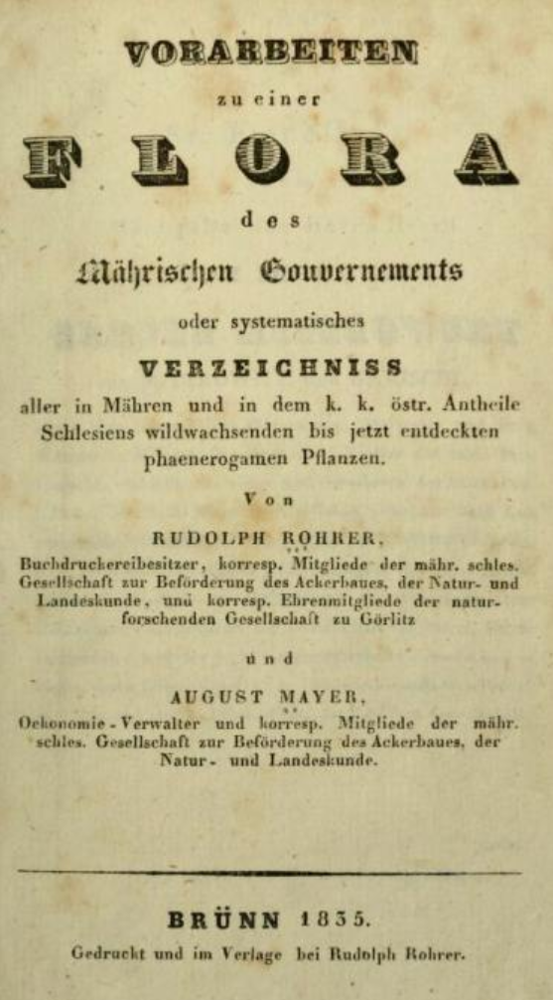 VORARBEITEN
zu einer
FLORA
des
Mährischen Gouvernements
oder systematisches
VERZEICHNISS
aller in Mähren und in dem k. k. östr. Antheile
Schlesiens wildwachsenden bis jetzt entdeckten
phaenerogamen Pflanzen.
Von
RUDOLPH ROHRER,
Buchdruckereibesitzer, korresp. Mitgliede der mähr. schles.
Gesellschaft zur Beförderung des Ackerbaues, der Natur- und
Landeskunde, und korresp. Ehrenmitgliede der natur-
forschenden Gesellschaft zu Görlitz
und
AUGUST MAYER,
Oekonomie-Verwalter und korresp. Mitgliede der mähr.
schles. Gesellschaft zur Beförderung des Ackerbaues, der
Natur- und Landeskunde.
BRÜNN 1835.
Gedruckt und im Verlage bei Rudolph Rohrer.